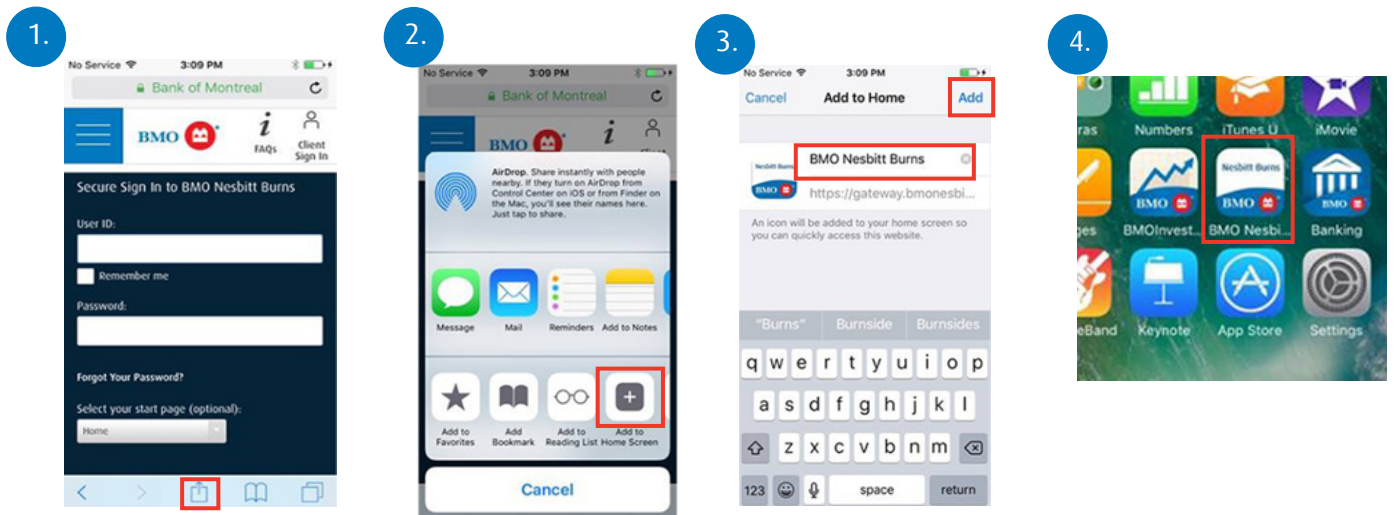 1.
No Service 3:09 PM
Bank of Montreal
BMO
i
FAQs
Client
Sign In
Secure Sign In to BMO Nesbitt Burns
User ID:
Remember me
Password:
Forgot Your Password?
Select your start page (optional):
Home
2.
No Service 3:09 PM
Bank of Montreal
BMO
i
AirDrop. Share instantly with people
nearby. If they turn on AirDrop from
Control Center on iOS or from Finder on
the Mac, you'll see their names here.
Just tap to share.
Message Mail Reminders Add to Notes
Add to
Favorites
Add
Bookmark
Add to
Reading List
Add to
Home Screen
Cancel
3.
No Service 3:09 PM
Cancel Add to Home Add
Nesbitt Burns
BMO
BMO Nesbitt Burns
https://gateway.bmonesbi...
An icon will be added to your home screen so
you can quickly access this website.
"Burns" Burnside Burnsides
q w e r t y u i o p
a s d f g h j k l
z x c v b n m
123 space return
4.
ras Numbers iTunes U iMovie
BMO
Nesbitt Burns
BMO
BMO
ges BMOInvest... BMO Nesbi... Banking
eBand Keynote App Store Settings